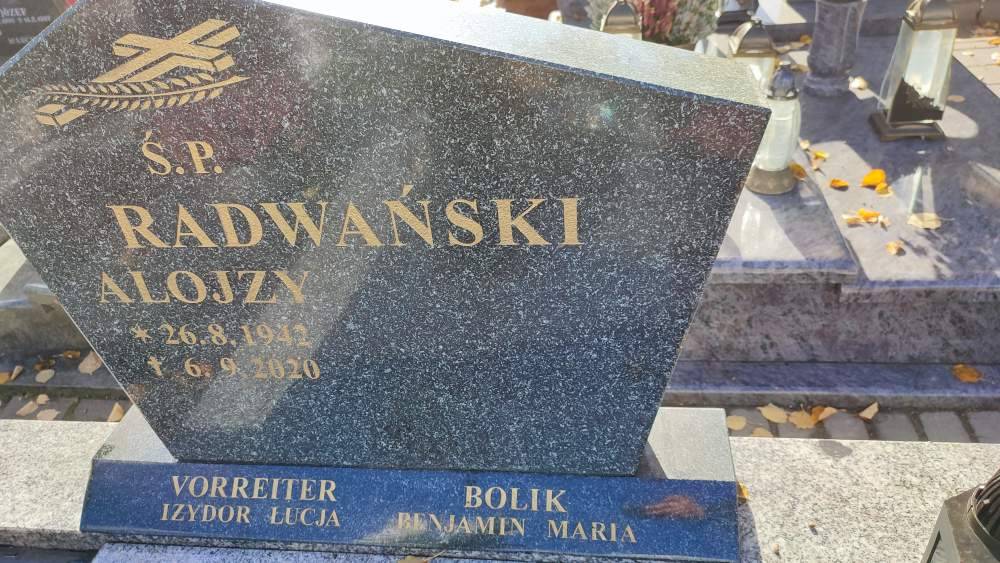 Ś.P.
RADWAŃSKI
ALOJZY
* 26.8.1942
† 6.9.2020
VORREITER
IZYDOR ŁUCJA
BOLIK
BENJAMIN MARIA